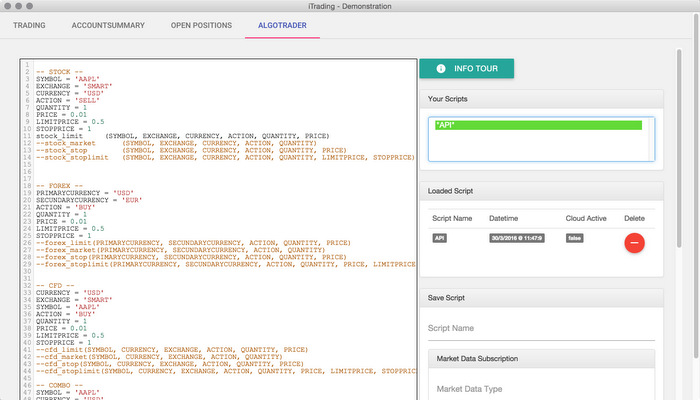 iTrading - Demonstration
TRADING ACCOUNTSUMMARY OPEN POSITIONS ALGOTRADER
1
2 -- STOCK --
3 SYMBOL = 'AAPL'
4 EXCHANGE = 'SMART'
5 CURRENCY = 'USD'
6 ACTION = 'SELL'
7 QUANTITY = 1
8 PRICE = 0.01
9 LIMITPRICE = 0.5
10 STOPPRICE = 1
11 stock_limit (SYMBOL, EXCHANGE, CURRENCY, ACTION, QUANTITY, PRICE)
12 --stock_market (SYMBOL, EXCHANGE, CURRENCY, ACTION, QUANTITY)
13 --stock_stop (SYMBOL, EXCHANGE, CURRENCY, ACTION, QUANTITY, PRICE)
14 --stock_stoplimit (SYMBOL, EXCHANGE, CURRENCY, ACTION, QUANTITY, LIMITPRICE, STOPPRICE)
15
16
17
18 -- FOREX --
19 PRIMARYCURRENCY = 'USD'
20 SECUNDARYCURRENCY = 'EUR'
21 ACTION = 'BUY'
22 QUANTITY = 1
23 PRICE = 0.01
24 LIMITPRICE = 0.5
25 STOPPRICE = 1
26 --forex_limit(PRIMARYCURRENCY, SECUNDARYCURRENCY, ACTION, QUANTITY, PRICE)
27 --forex_market(PRIMARYCURRENCY, SECUNDARYCURRENCY, ACTION, QUANTITY)
28 --forex_stop(PRIMARYCURRENCY, SECUNDARYCURRENCY, ACTION, QUANTITY, PRICE)
29 --forex_stoplimit(PRIMARYCURRENCY, SECUNDARYCURRENCY, ACTION, QUANTITY, PRICE, LIMITPRICE
30
31
32 -- CFD --
33 CURRENCY = 'USD'
34 EXCHANGE = 'SMART'
35 SYMBOL = 'AAPL'
36 ACTION = 'BUY'
37 QUANTITY = 1
38 PRICE = 0.01
39 LIMITPRICE = 0.5
40 STOPPRICE = 1
41 --cfd_limit(SYMBOL, CURRENCY, EXCHANGE, ACTION, QUANTITY, PRICE)
42 --cfd_market(SYMBOL, CURRENCY, EXCHANGE, ACTION, QUANTITY)
43 --cfd_stop(SYMBOL, CURRENCY, EXCHANGE, ACTION, QUANTITY, PRICE)
44 --cfd_stoplimit(SYMBOL, CURRENCY, EXCHANGE, ACTION, QUANTITY, PRICE, LIMITPRICE, STOPPRIC
45
46 -- COMBO --
47 SYMBOL = 'AAPL'
48 CURRENCY = 'USD'
INFO TOUR
Your Scripts
"API"
Loaded Script
Script Name Datetime Cloud Active Delete
API 30/3/2016 @ 11:47:9 false
Save Script
Script Name
Market Data Subscription
Market Data Type